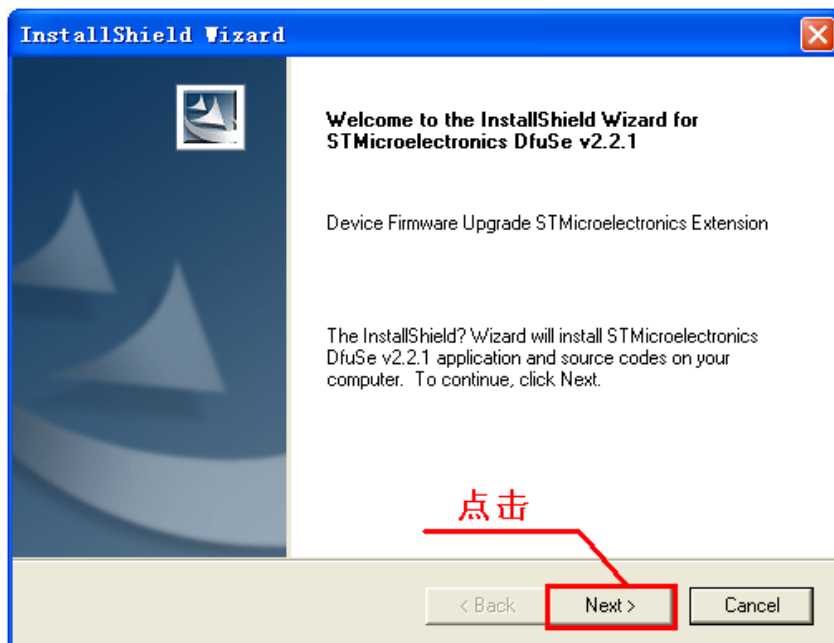 InstallShield Wizard
Welcome to the InstallShield Wizard for
STMicroelectronics DfuSe v2.2.1
Device Firmware Upgrade STMicroelectronics Extension
The InstallShield? Wizard will install STMicroelectronics
DfuSe v2.2.1 application and source codes on your
computer.  To continue, click Next.
点击
< Back
Next >
Cancel